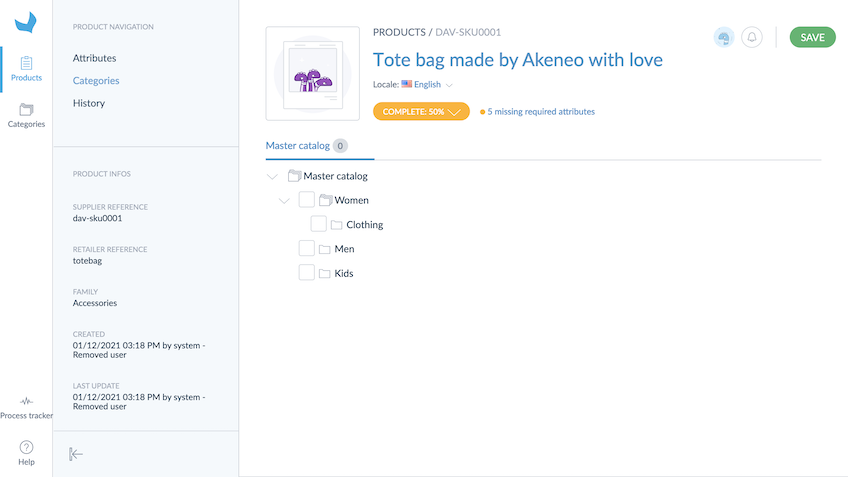 PRODUCT NAVIGATION
Attributes
Categories
History
Products
Categories
PRODUCT INFOS
SUPPLIER REFERENCE
dav-sku0001
RETAILER REFERENCE
totebag
FAMILY
Accessories
CREATED
01/12/2021 03:18 PM by system -
Removed user
LAST UPDATE
01/12/2021 03:18 PM by system -
Removed user
Process tracker
Help
PRODUCTS / DAV-SKU0001
SAVE
Tote bag made by Akeneo with love
Locale: English
COMPLETE: 50%
5 missing required attributes
Master catalog 0
Master catalog
Women
Clothing
Men
Kids